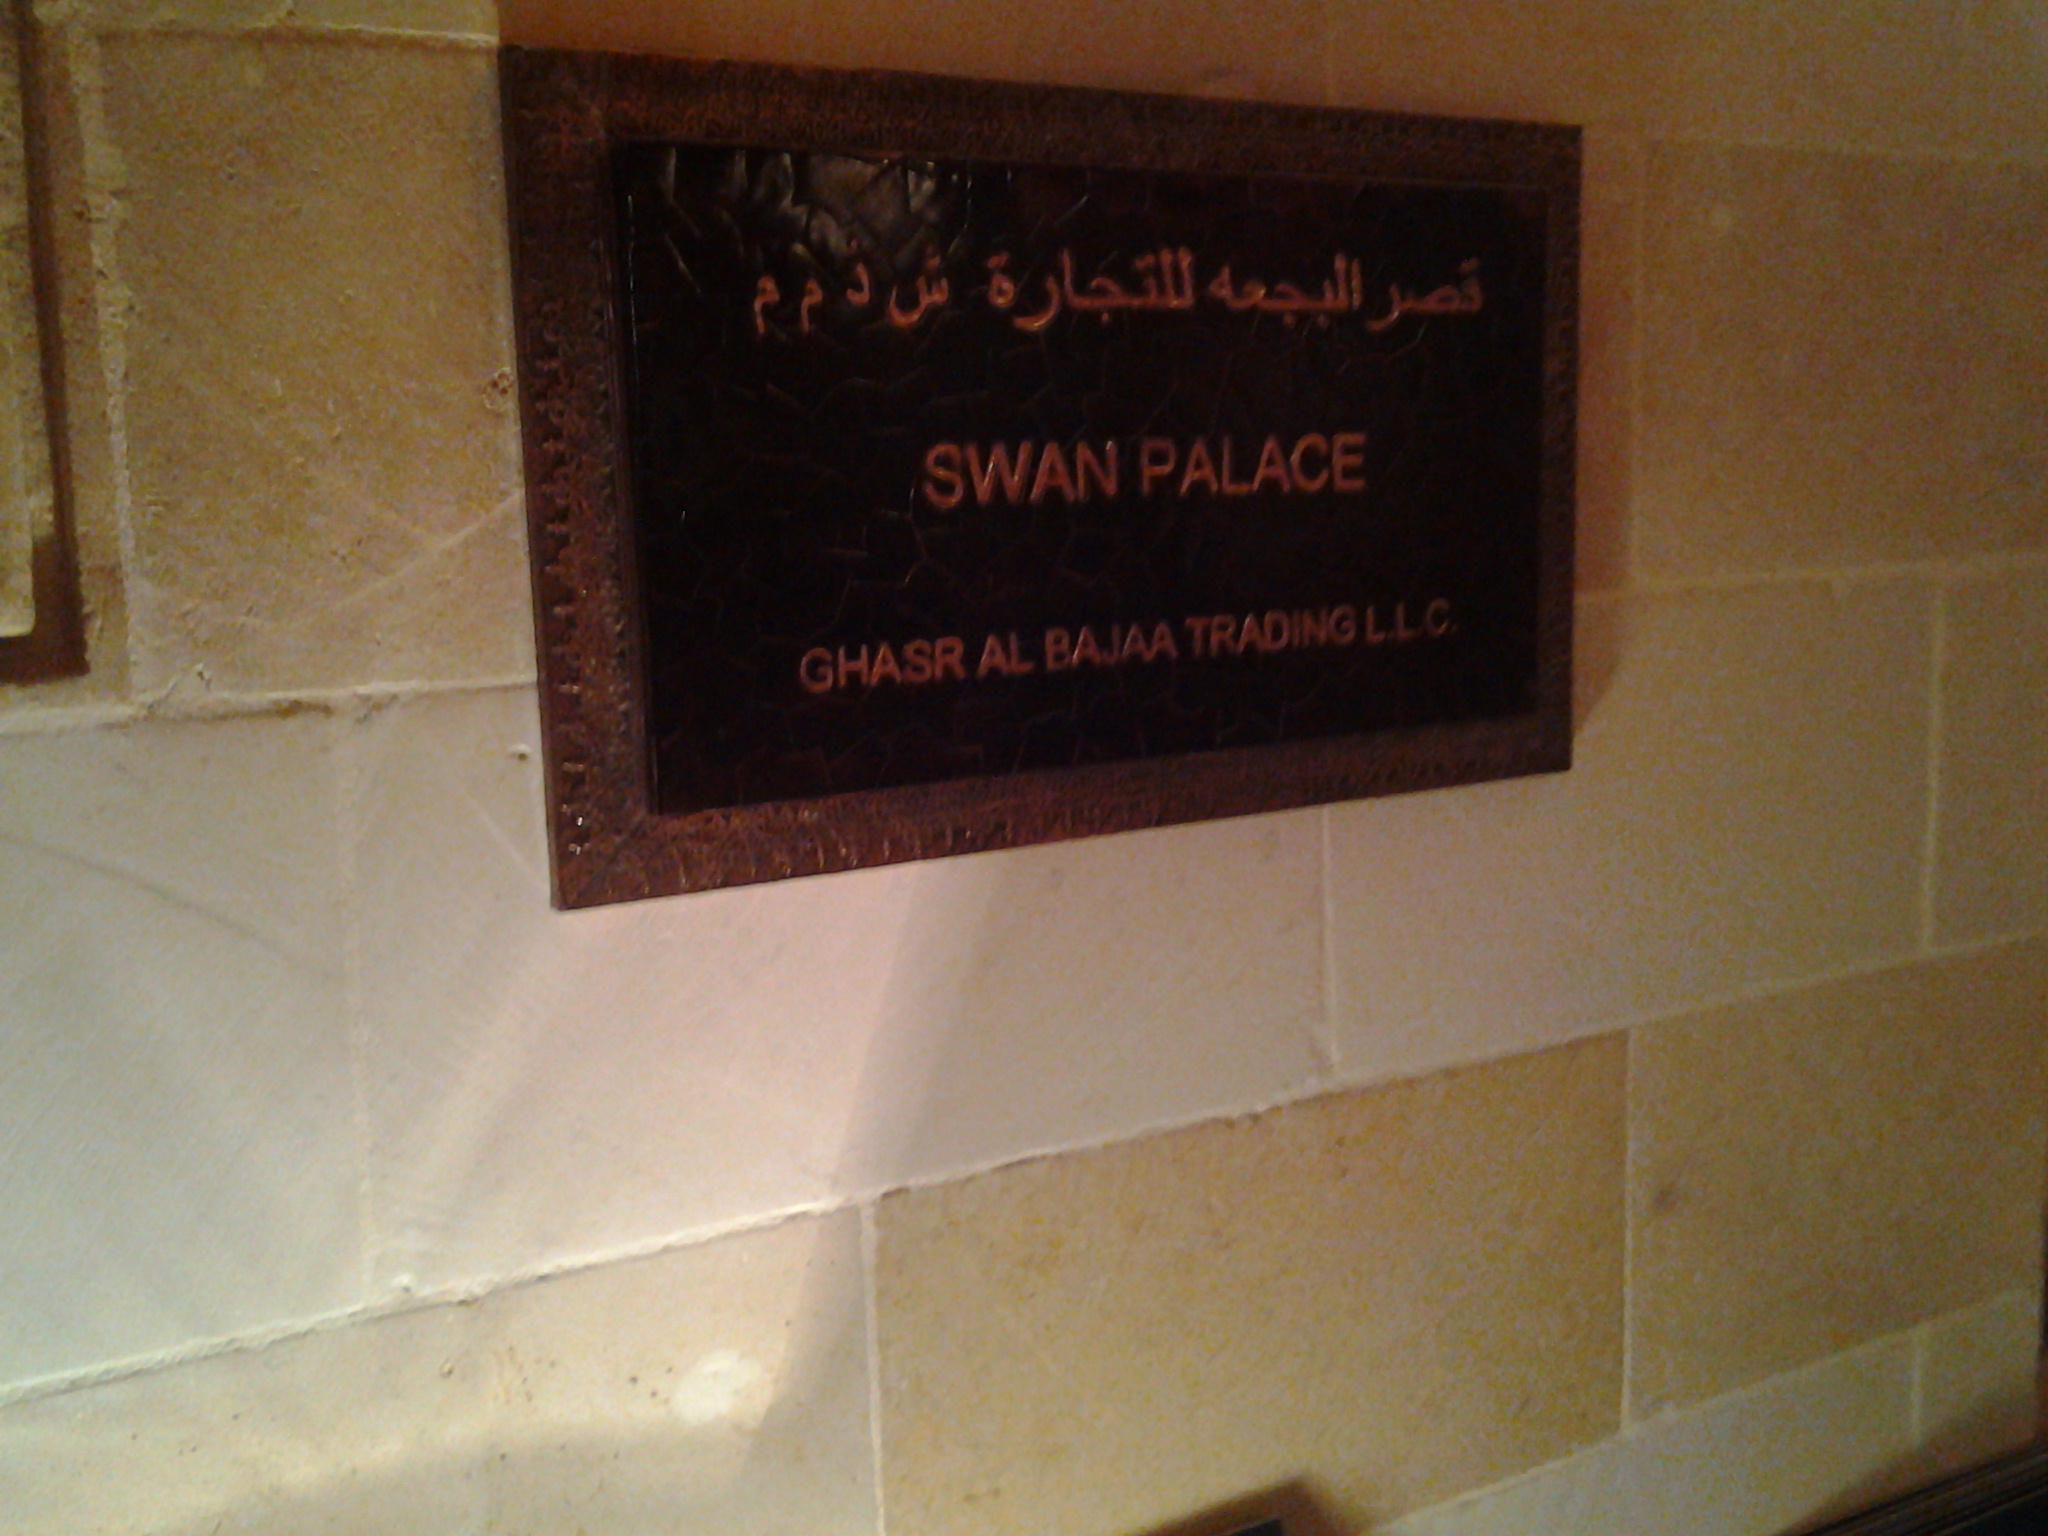 قصر البجعه للتجارة ش ذ م م
SWAN PALACE
GHASR AL BAJAA TRADING L.L.C.